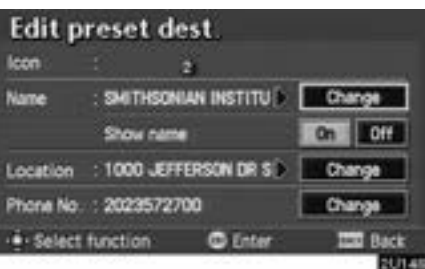 Edit preset dest.
Icon : 2
Name : SMITHSONIAN INSTITU Change
Show name On Off
Location : 1000 JEFFERSON DR S Change
Phone No. : 2023572700 Change
Select function Enter Back
2U148